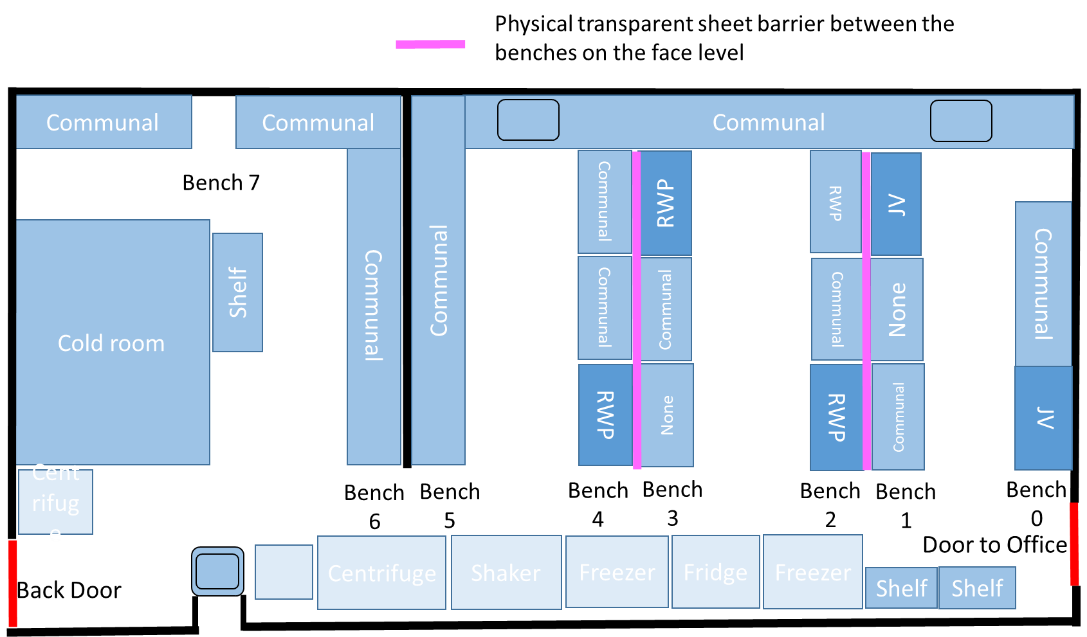 Physical transparent sheet barrier between the
benches on the face level
Communal
Communal
Communal
Bench 7
Communal
RWP
RWP
JV
Communal
Communal
Communal
Shelf
Cold room
Communal
Communal
Communal
None
Communal
RWP
None
RWP
Communal
JV
Cent
rifug
e
Bench
6
Bench
5
Bench
4
Bench
3
Bench
2
Bench
1
Bench
0
Door to Office
Back Door
Centrifuge
Shaker
Freezer
Fridge
Freezer
Shelf
Shelf